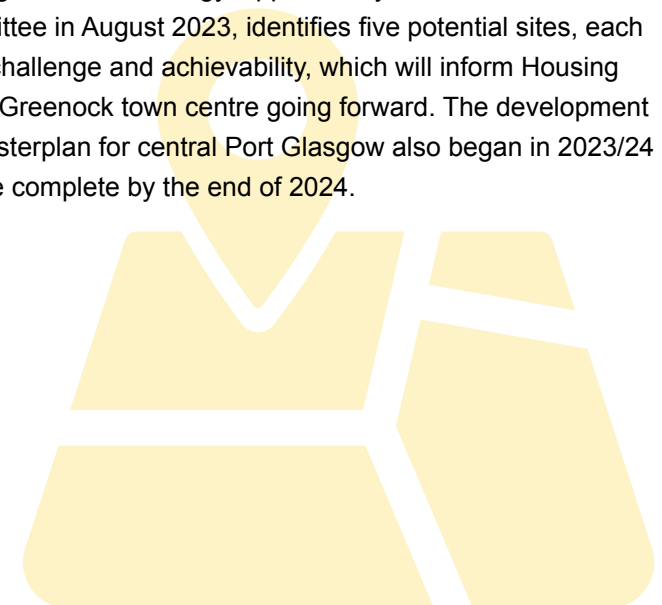 mittee in August 2023, identifies five potential sites, each
challenge and achievability, which will inform Housing
Greenock town centre going forward. The development
sterplan for central Port Glasgow also began in 2023/24
e complete by the end of 2024.